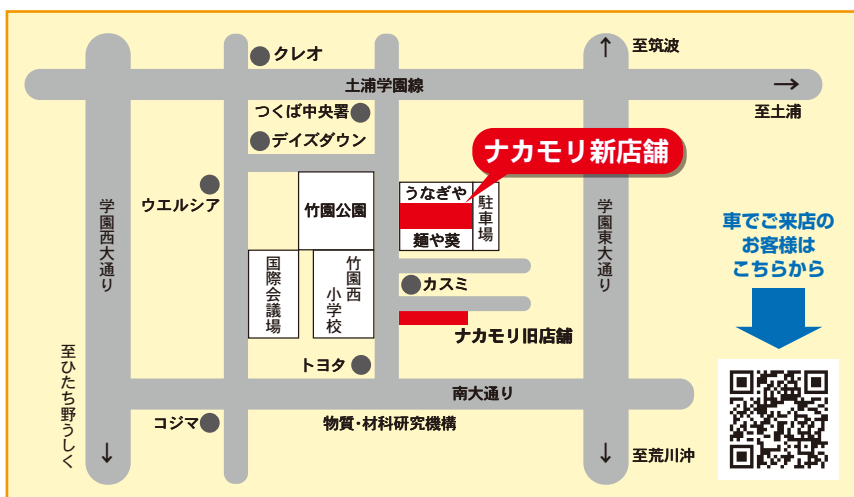 クレオ
至筑波
土浦学園線
至土浦
つくば中央署
デイズダウン
ナカモリ新店舗
ウエルシア
竹園公園
うなぎや
麺や葵
駐車場
学園西大通り
学園東大通り
車でご来店の
お客様は
こちらから
国際会議場
竹園西
小学校
カスミ
ナカモリ旧店舗
トヨタ
至ひたち野うしく
南大通り
コジマ
物質・材料研究機構
至荒川沖